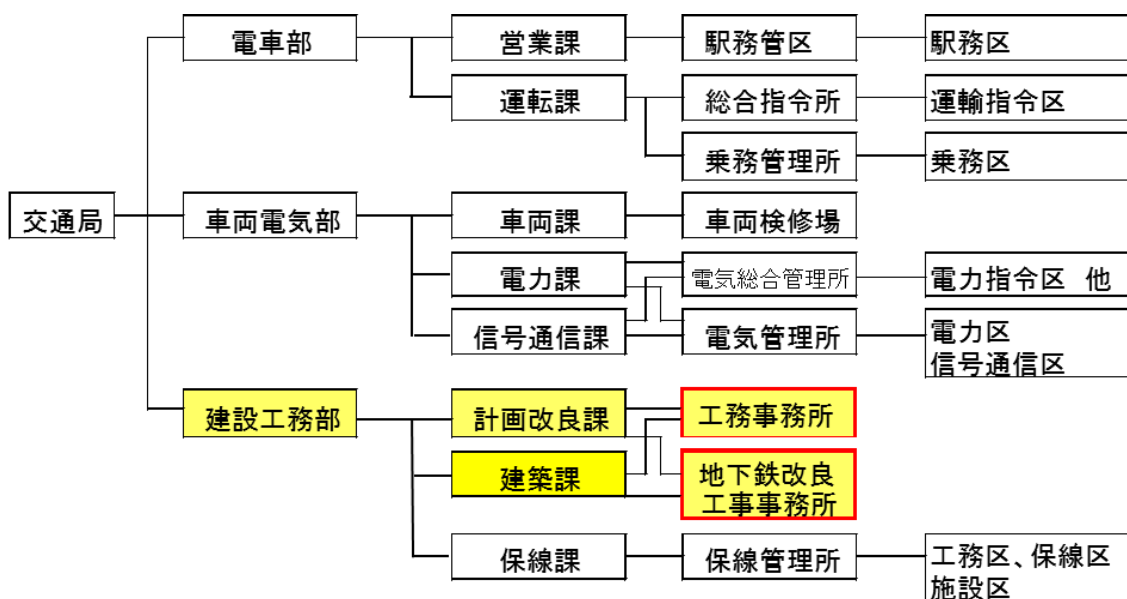 電車部
営業課
駅務管区
駅務区
運転課
総合指令所
運輸指令区
乗務管理所
乗務区
交通局
車両電気部
車両課
車両検修場
電力課
電気総合管理所
電力指令区 他
信号通信課
電気管理所
電力区
信号通信区
建設工務部
計画改良課
工務事務所
建築課
地下鉄改良
工事事務所
保線課
保線管理所
工務区、保線区
施設区